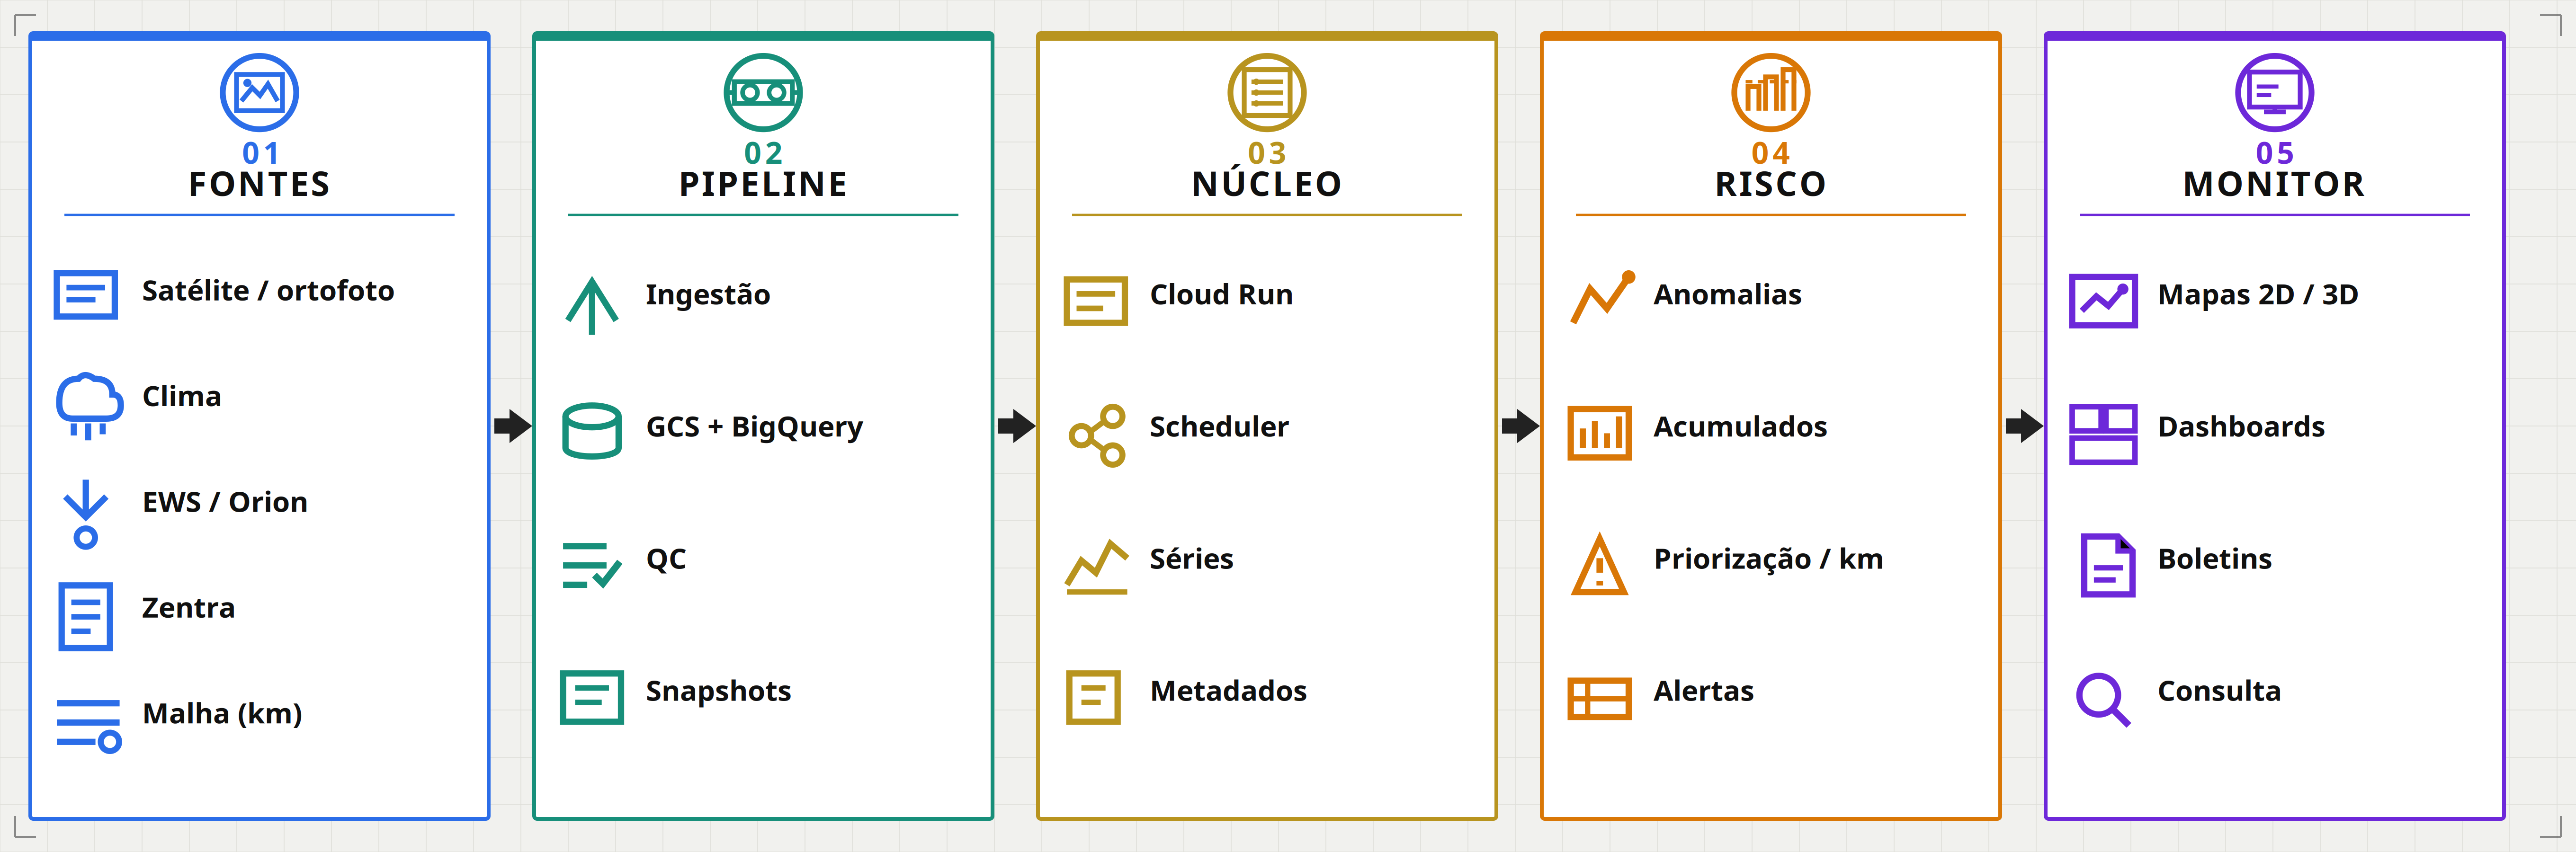 01
FONTES
Satélite / ortofoto
Clima
EWS / Orion
Zentra
Malha (km)
02
PIPELINE
Ingestão
GCS + BigQuery
QC
Snapshots
03
NÚCLEO
Cloud Run
Scheduler
Séries
Metadados
04
RISCO
Anomalias
Acumulados
Priorização / km
Alertas
05
MONITOR
Mapas 2D / 3D
Dashboards
Boletins
Consulta